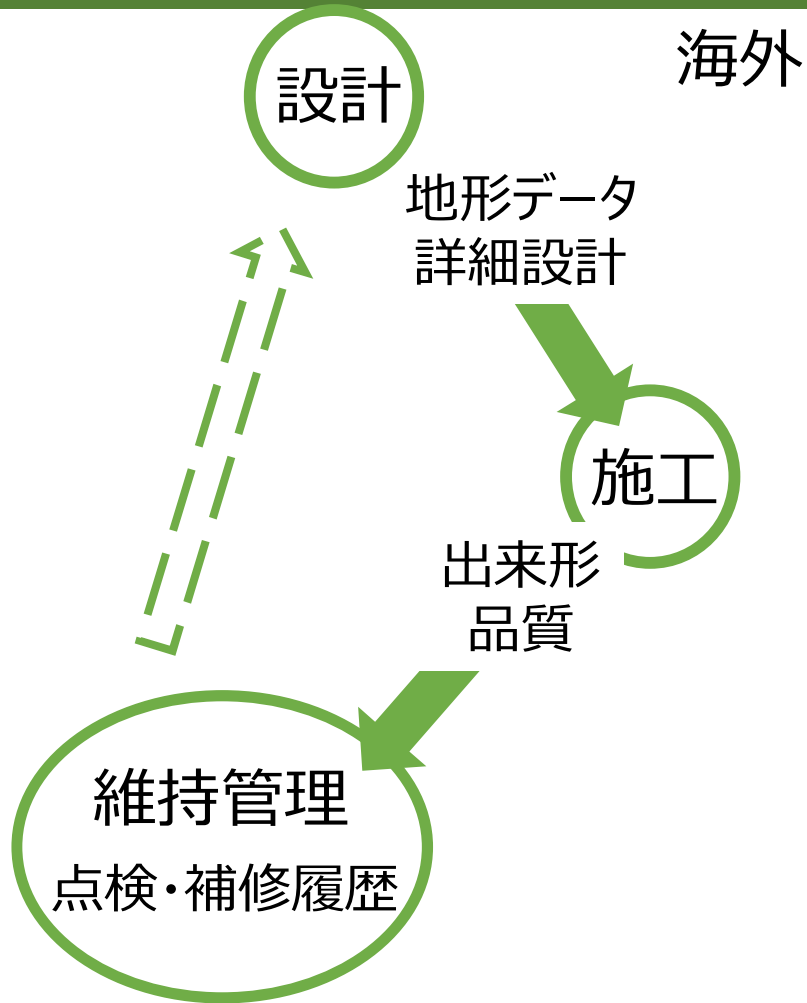 設計
海外
地形データ
詳細設計
施工
出来形
品質
維持管理
点検・補修履歴